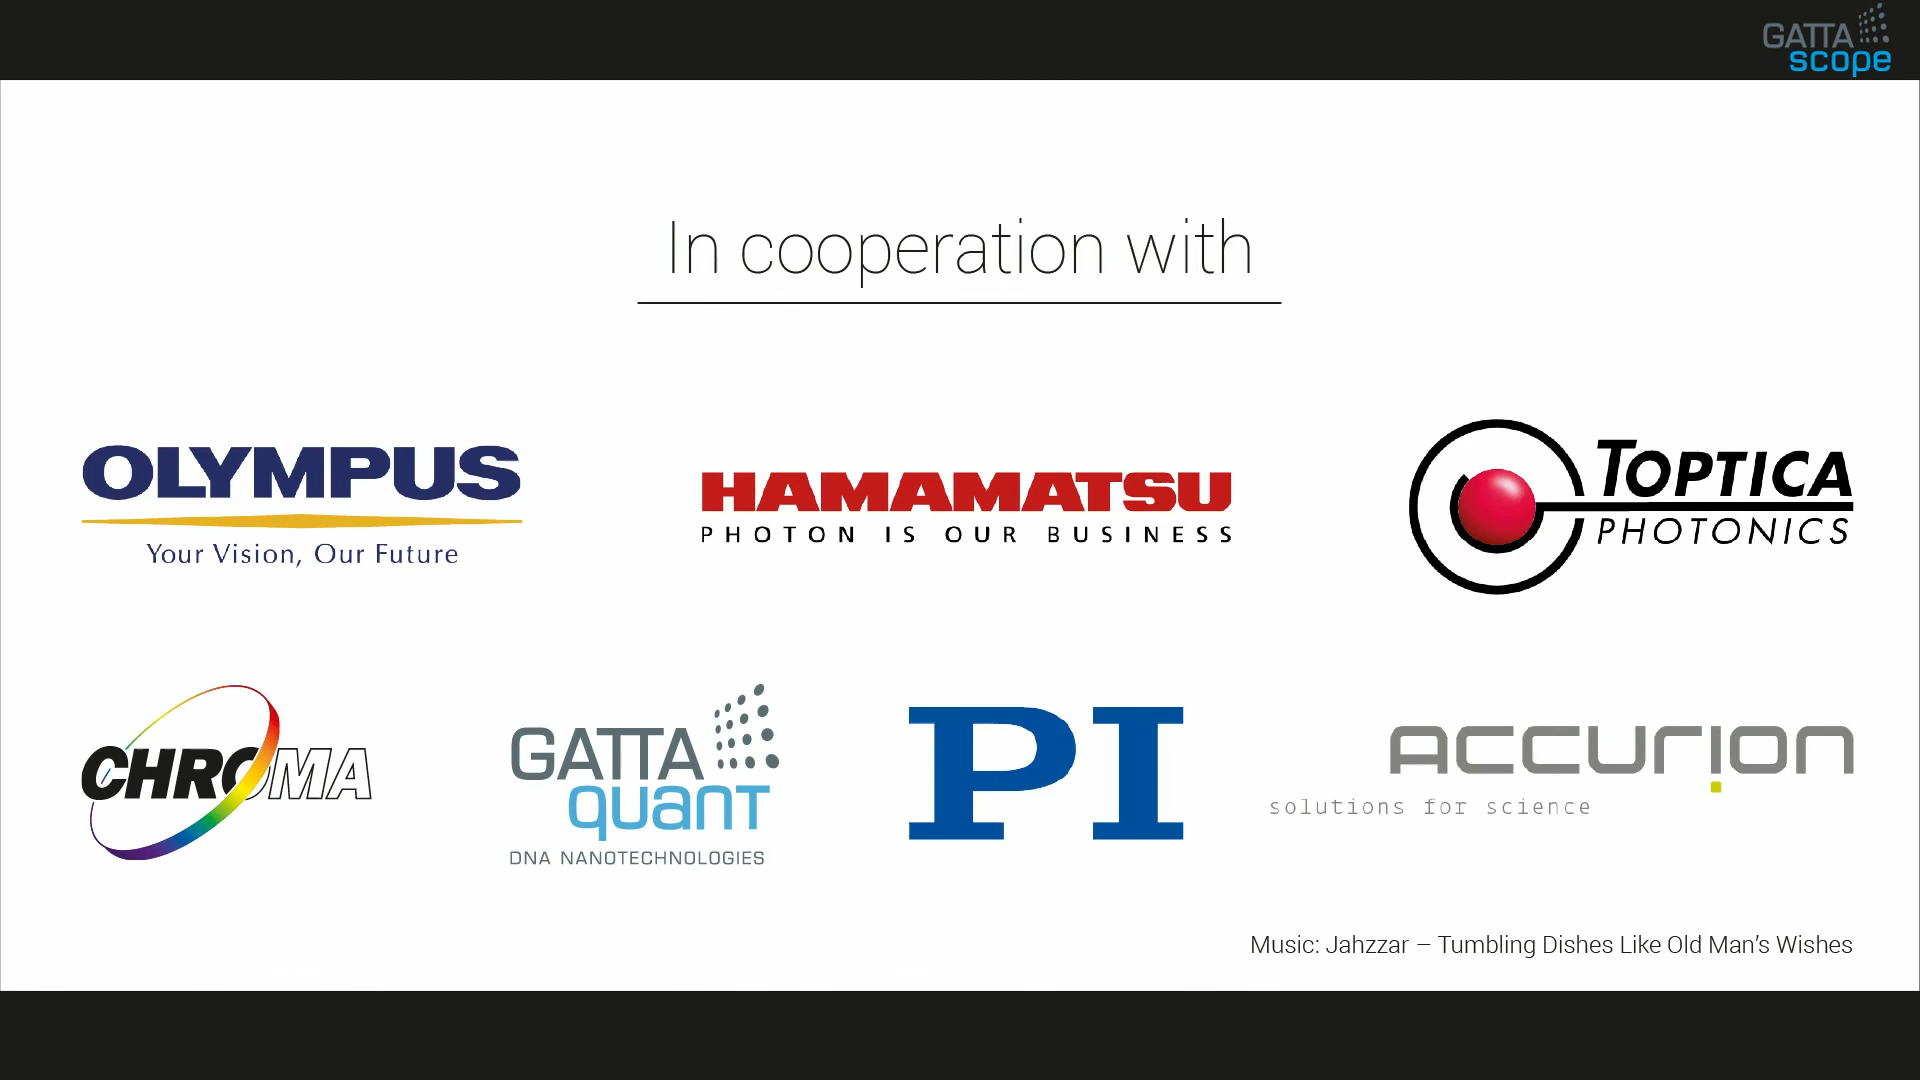 GATTA
scope
In cooperation with
OLYMPUS
Your Vision, Our Future
HAMAMATSU
PHOTON IS OUR BUSINESS
TOPTICA
PHOTONICS
CHROMA
GATTA
quant
DNA NANOTECHNOLOGIES
PI
accurion
solutions for science
Music: Jahzzar – Tumbling Dishes Like Old Man's Wishes